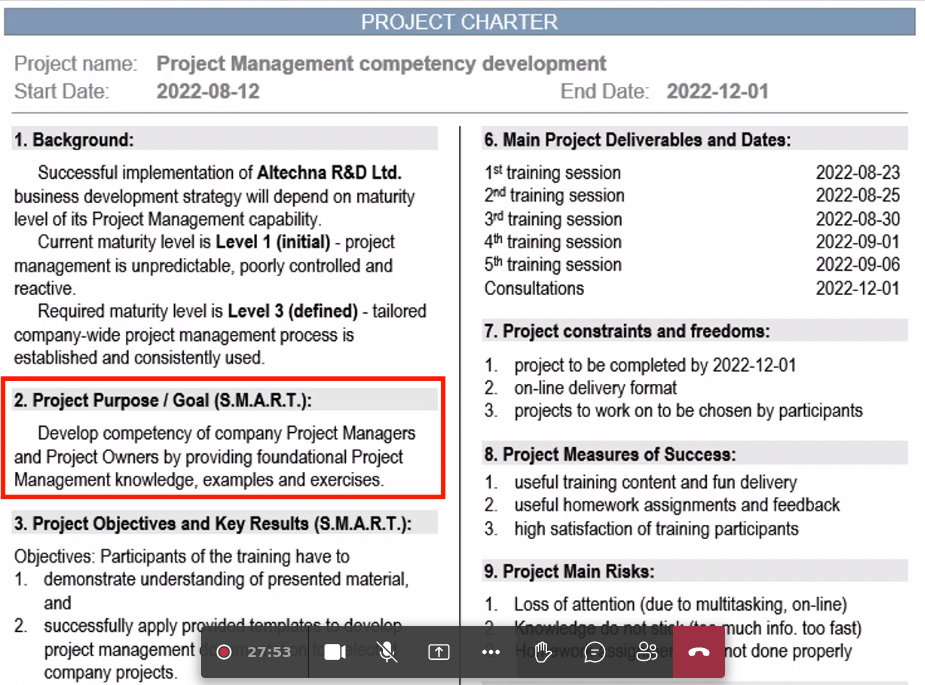 PROJECT CHARTER
Project name: Project Management competency development
Start Date: 2022-08-12 End Date: 2022-12-01
1. Background:
Successful implementation of Altechna R&D Ltd.
business development strategy will depend on maturity
level of its Project Management capability.
Current maturity level is Level 1 (initial) - project
management is unpredictable, poorly controlled and
reactive.
Required maturity level is Level 3 (defined) - tailored
company-wide project management process is
established and consistently used.
2. Project Purpose / Goal (S.M.A.R.T.):
Develop competency of company Project Managers
and Project Owners by providing foundational Project
Management knowledge, examples and exercises.
3. Project Objectives and Key Results (S.M.A.R.T.):
Objectives: Participants of the training have to
1. demonstrate understanding of presented material,
and
2. successfully apply provided templates to develop
project management
company projects.
6. Main Project Deliverables and Dates:
1st training session 2022-08-23
2nd training session 2022-08-25
3rd training session 2022-08-30
4th training session 2022-09-01
5th training session 2022-09-06
Consultations 2022-12-01
7. Project constraints and freedoms:
1. project to be completed by 2022-12-01
2. on-line delivery format
3. projects to work on to be chosen by participants
8. Project Measures of Success:
1. useful training content and fun delivery
2. useful homework assignments and feedback
3. high satisfaction of training participants
9. Project Main Risks:
1. Loss of attention (due to multitasking, on-line)
2. Knowledge do not stick (too much info. too fast)
not done properly
27:53